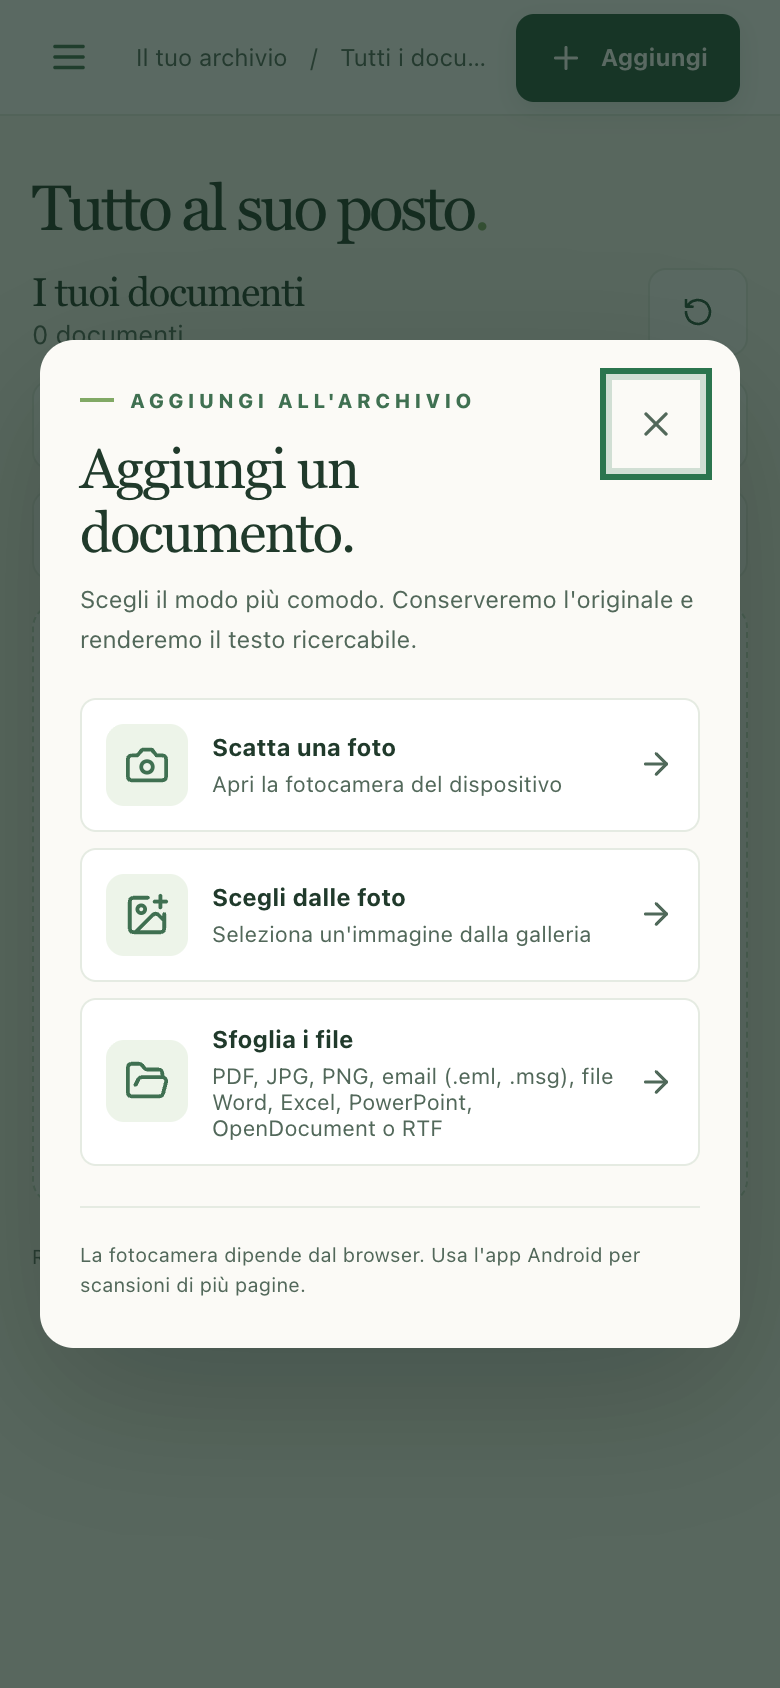 Il tuo archivio / Tutti i docu...
Aggiungi
Tutto al suo posto.
I tuoi documenti
0 documenti
AGGIUNGI ALL'ARCHIVIO
Aggiungi un
documento.
Scegli il modo più comodo. Conserveremo l'originale e
renderemo il testo ricercabile.
Scatta una foto
Apri la fotocamera del dispositivo
Scegli dalle foto
Seleziona un'immagine dalla galleria
Sfoglia i file
PDF, JPG, PNG, email (.eml, .msg), file
Word, Excel, PowerPoint,
OpenDocument o RTF
La fotocamera dipende dal browser. Usa l'app Android per
scansioni di più pagine.